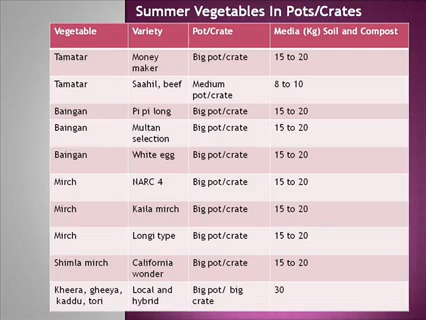 Summer Vegetables In Pots/Crates
Vegetable Variety Pot/Crate Media (Kg) Soil and Compost
Tamatar Money maker Big pot/crate 15 to 20
Tamatar Saahil, beef Medium pot/crate 8 to 10
Baingan Pi pi long Big pot/crate 15 to 20
Baingan Multan selection Big pot/crate 15 to 20
Baingan White egg Big pot/crate 15 to 20
Mirch NARC 4 Big pot/crate 15 to 20
Mirch Kaila mirch Big pot/crate 15 to 20
Mirch Longi type Big pot/crate 15 to 20
Shimla mirch California wonder Big pot/crate 15 to 20
Kheera, gheeya, kaddu, tori Local and hybrid Big pot/ big crate 30